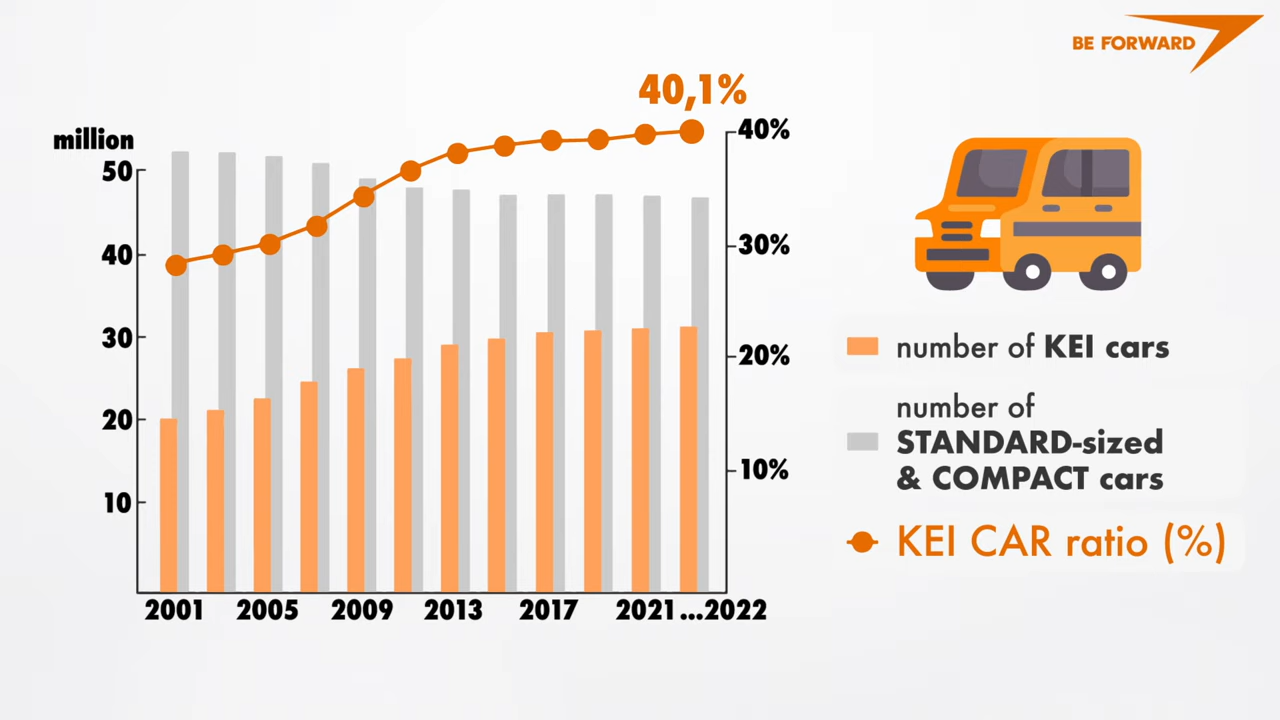 BE FORWARD
40,1%
million
50
40
30
20
10
40%
30%
20%
10%
2001 2005 2009 2013 2017 2021 ...2022
number of KEI cars
number of
STANDARD-sized
& COMPACT cars
KEI CAR ratio (%)